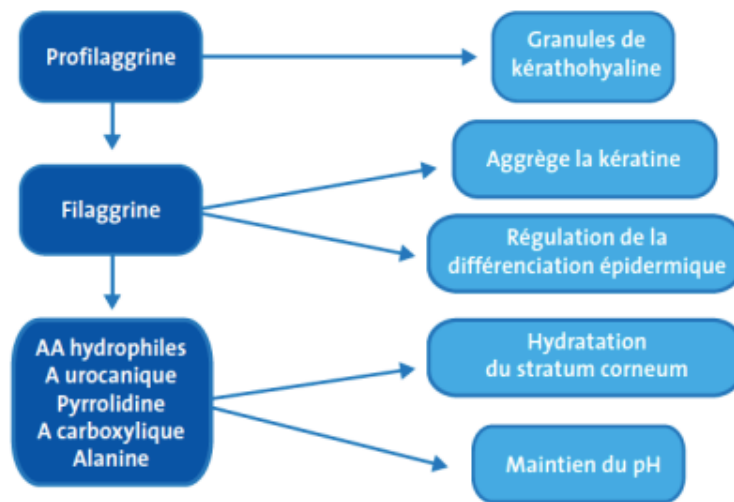 Profilaggrine
Granules de
kérathohyaline
Aggrège la kératine
Filaggrine
Régulation de la
différenciation épidermique
AA hydrophiles
A urocanique
Pyrrolidine
A carboxylique
Alanine
Hydratation
du stratum corneum
Maintien du pH